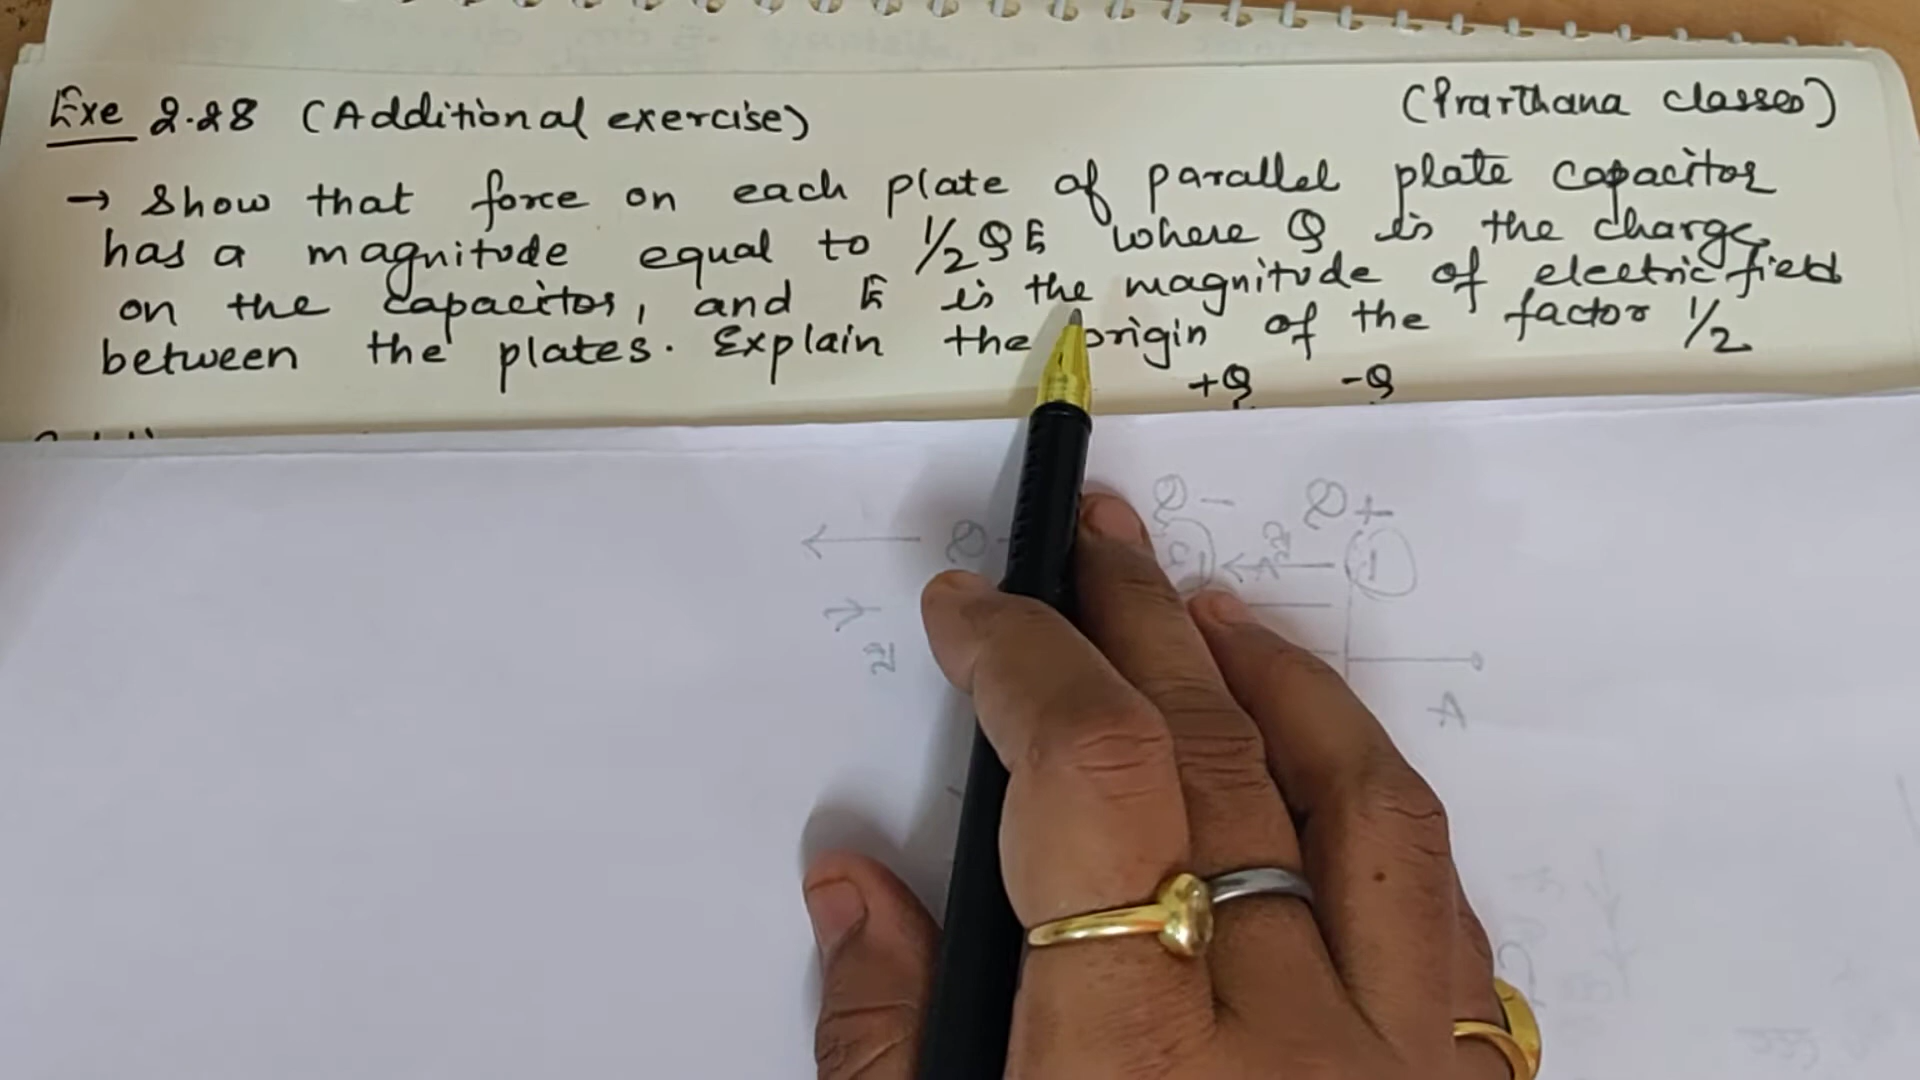 Exe 2.28 (Additional exercise) (Prarthana classes)
→ Show that force on each plate of parallel plate capacitor
has a magnitude equal to 1/2 QE where Q is the charge
on the capacitor, and E is the magnitude of electric field
between the plates. Explain the origin of the factor 1/2
+Q -Q